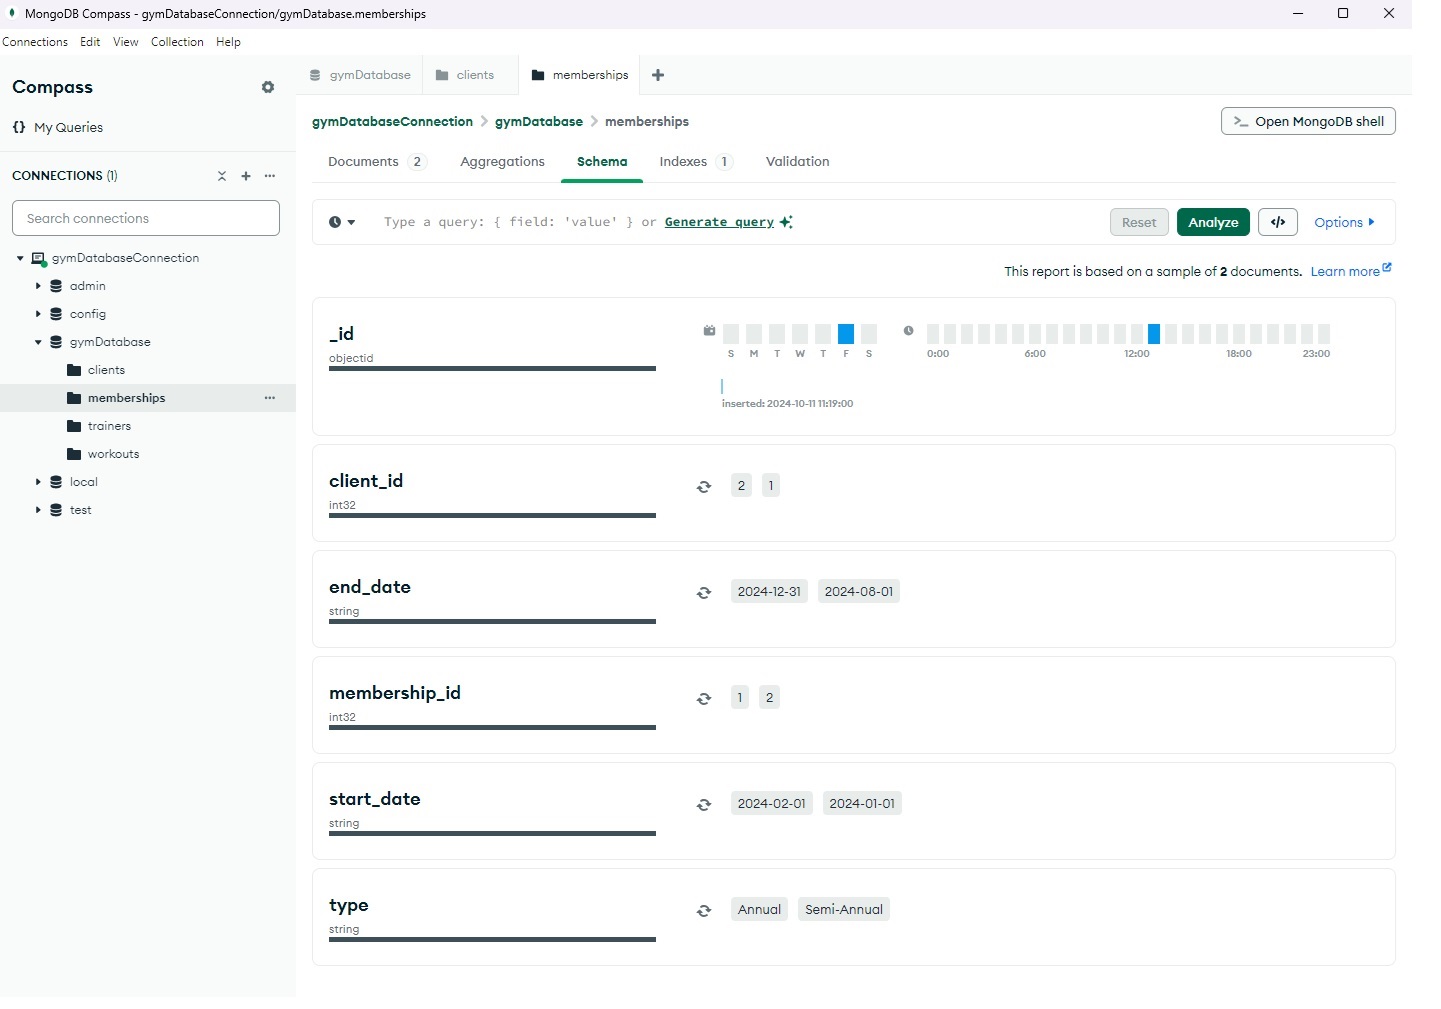 MongoDB Compass - gymDatabaseConnection/gymDatabase.memberships
Connections Edit View Collection Help
Compass
My Queries
CONNECTIONS (1)
Search connections
gymDatabaseConnection
admin
config
gymDatabase
clients
memberships
trainers
workouts
local
test
gymDatabase clients memberships
gymDatabaseConnection > gymDatabase > memberships
>_ Open MongoDB shell
Documents 2 Aggregations Schema Indexes 1 Validation
Type a query: { field: 'value' } or Generate query
Reset Analyze </> Options
This report is based on a sample of 2 documents. Learn more
_id
objectid
S M T W T F S
0:00 6:00 12:00 18:00 23:00
inserted: 2024-10-11 11:19:00
client_id
int32
2 1
end_date
string
2024-12-31 2024-08-01
membership_id
int32
1 2
start_date
string
2024-02-01 2024-01-01
type
string
Annual Semi-Annual